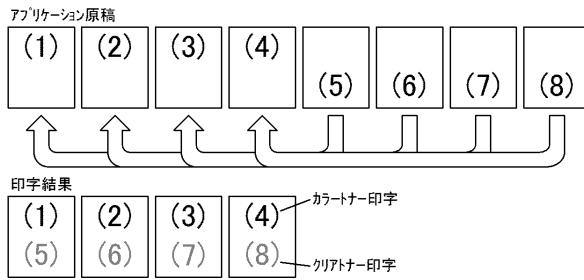 アプリケーション原稿
(1) (2) (3) (4) (5) (6) (7) (8)
印字結果
(1) (2) (3) (4) カラートナー印字
(5) (6) (7) (8) クリアトナー印字